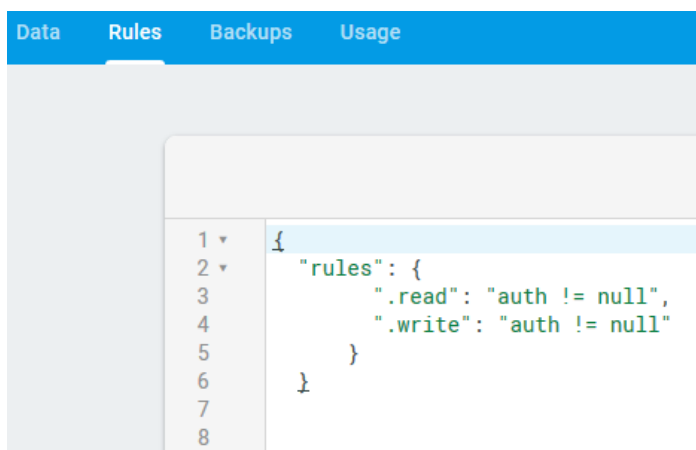 Data Rules Backups Usage
1 {
2 "rules": {
3 ".read": "auth != null",
4 ".write": "auth != null"
5 }
6 }
7
8